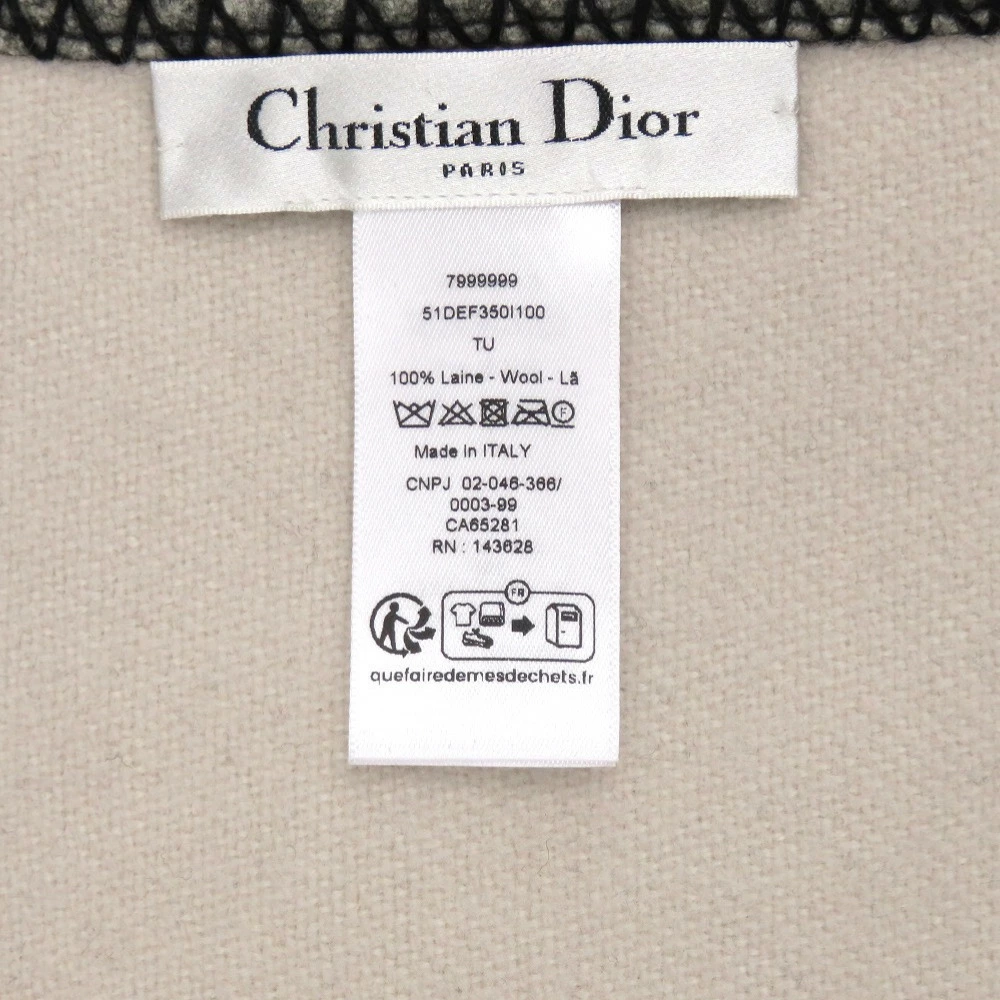 Christian Dior
PARIS
7999999
51DEF350I100
TU
100% Laine - Wool - Lã
F
Made in ITALY
CNPJ 02-046-366/
0003-99
CA65281
RN : 143628
FR
quefairedemesdechets.fr